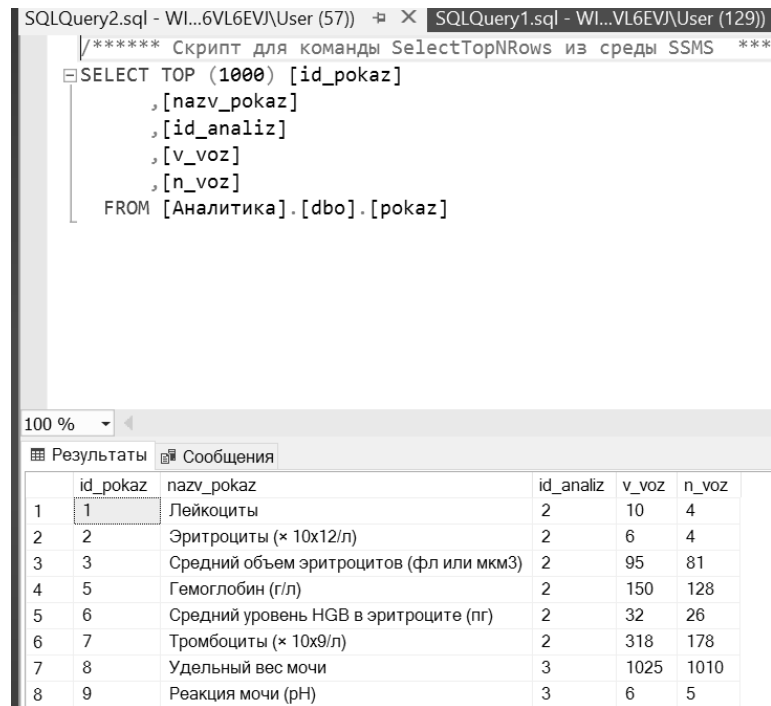 SQLQuery2.sql - WI...6VL6EVJ\User (57)) SQLQuery1.sql - WI...VL6EVJ\User (129))
/****** Скрипт для команды SelectTopNRows из среды SSMS ***
SELECT TOP (1000) [id_pokaz]
,[nazv_pokaz]
,[id_analiz]
,[v_voz]
,[n_voz]
FROM [Аналитика].[dbo].[pokaz]
100 %
Результаты Сообщения
id_pokaz nazv_pokaz id_analiz v_voz n_voz
1 1 Лейкоциты 2 10 4
2 2 Эритроциты (× 10х12/л) 2 6 4
3 3 Средний объем эритроцитов (фл или мкм3) 2 95 81
4 5 Гемоглобин (г/л) 2 150 128
5 6 Средний уровень HGB в эритроците (пг) 2 32 26
6 7 Тромбоциты (× 10х9/л) 2 318 178
7 8 Удельный вес мочи 3 1025 1010
8 9 Реакция мочи (pH) 3 6 5